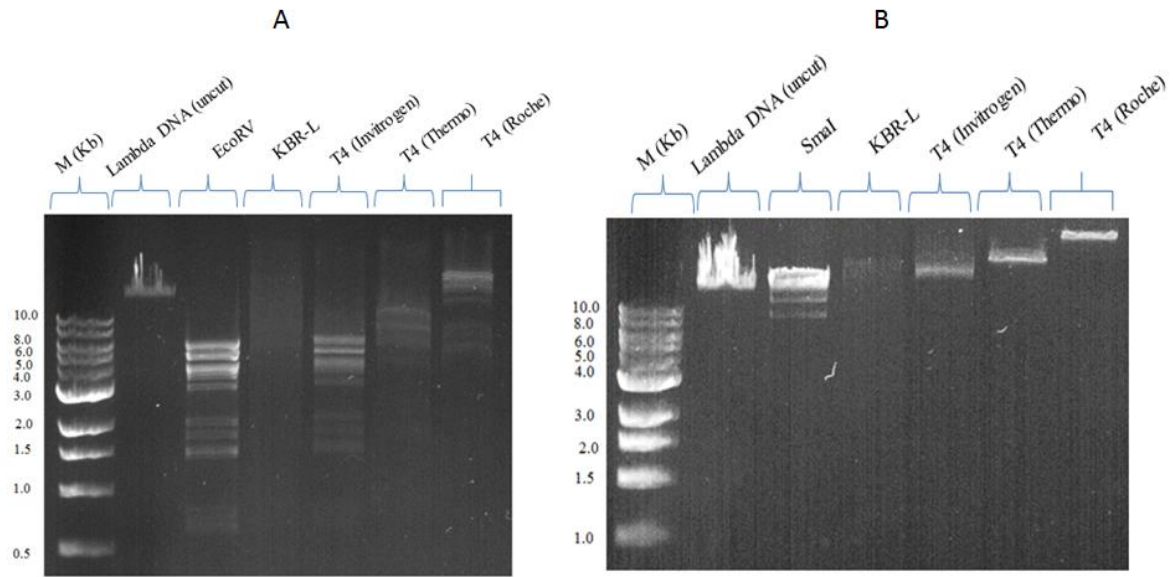 A
M (Kb)
Lambda DNA (uncut)
EcoRV
KBR-L
T4 (Invitrogen)
T4 (Thermo)
T4 (Roche)
10.0
8.0
6.0
5.0
4.0
3.0
2.0
1.5
1.0
0.5
B
M (Kb)
Lambda DNA (uncut)
SmaI
KBR-L
T4 (Invitrogen)
T4 (Thermo)
T4 (Roche)
10.0
8.0
6.0
5.0
4.0
3.0
2.0
1.5
1.0